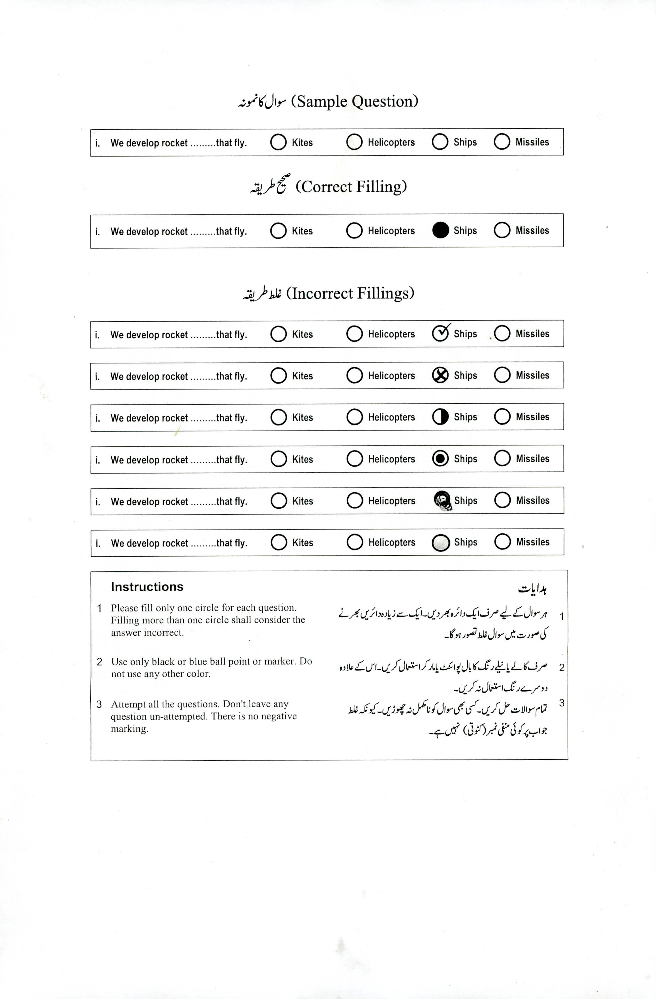 سوال کا نمونہ (Sample Question)
i. We develop rocket .........that fly. Kites Helicopters Ships Missiles
صحیح طریقہ (Correct Filling)
i. We develop rocket .........that fly. Kites Helicopters Ships Missiles
غلط طریقہ (Incorrect Fillings)
i. We develop rocket .........that fly. Kites Helicopters Ships Missiles
i. We develop rocket .........that fly. Kites Helicopters Ships Missiles
i. We develop rocket .........that fly. Kites Helicopters Ships Missiles
i. We develop rocket .........that fly. Kites Helicopters Ships Missiles
i. We develop rocket .........that fly. Kites Helicopters Ships Missiles
i. We develop rocket .........that fly. Kites Helicopters Ships Missiles
Instructions
1 Please fill only one circle for each question.
Filling more than one circle shall consider the
answer incorrect.
2 Use only black or blue ball point or marker. Do
not use any other color.
3 Attempt all the questions. Don't leave any
question un-attempted. There is no negative
marking.
ہدایات
1 ہر سوال کے لیے صرف ایک دائرہ بھر دیں۔ ایک سے زیادہ دائریں بھرنے
کی صورت میں سوال غلط تصور ہو گا۔
2 صرف کالے یا نیلے رنگ کا بال پوائنٹ یا مارکر استعمال کریں۔ اس کے علاوہ
دوسرے رنگ استعمال نہ کریں۔
3 تمام سوالات حل کریں۔ کسی بھی سوال کو نامکمل نہ چھوڑیں۔ کیونکہ غلط
جواب پر کوئی منفی نمبر (کٹوتی) نہیں ہے۔